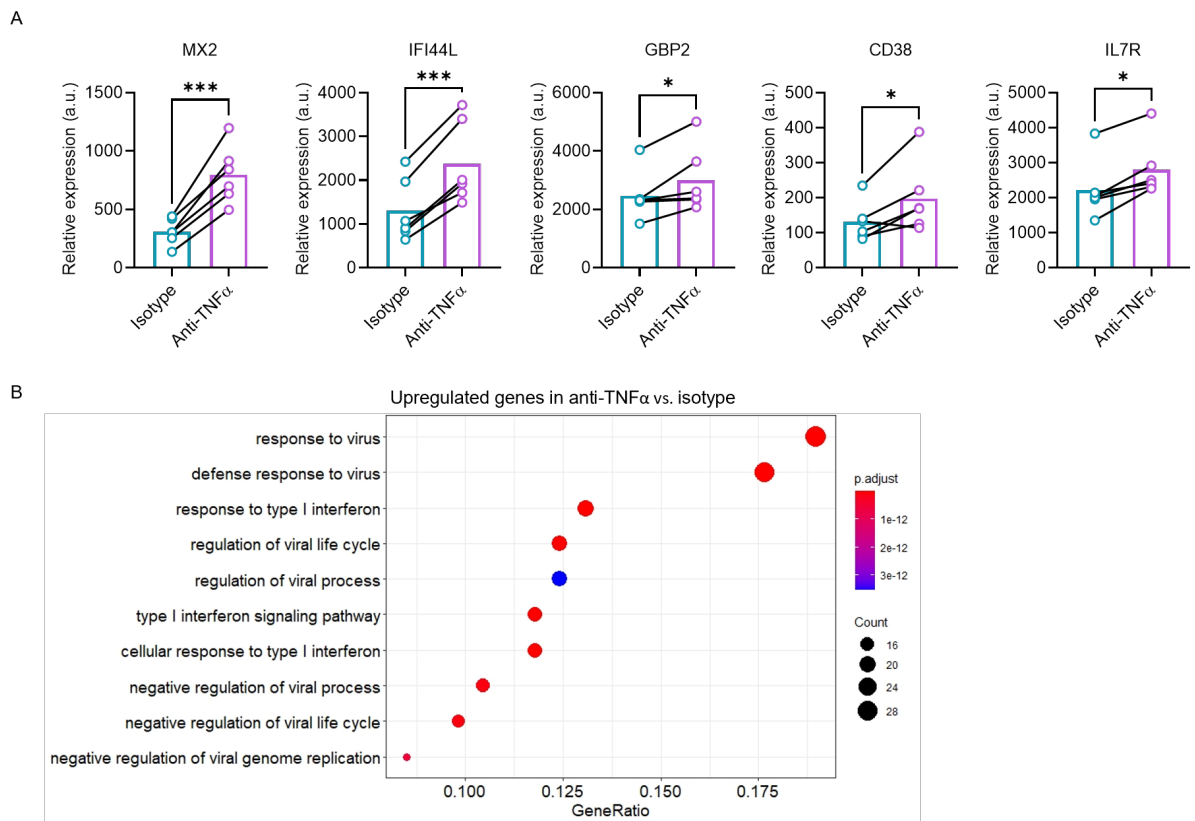 A
MX2
Relative expression (a.u.)
1500
1000
500
0
***
Isotype
Anti-TNFα
IFI44L
Relative expression (a.u.)
4000
3000
2000
1000
0
***
Isotype
Anti-TNFα
GBP2
Relative expression (a.u.)
6000
4000
2000
0
*
Isotype
Anti-TNFα
CD38
Relative expression (a.u.)
500
400
300
200
100
0
*
Isotype
Anti-TNFα
IL7R
Relative expression (a.u.)
5000
4000
3000
2000
1000
0
*
Isotype
Anti-TNFα
B
Upregulated genes in anti-TNFα vs. isotype
response to virus
defense response to virus
response to type I interferon
regulation of viral life cycle
regulation of viral process
type I interferon signaling pathway
cellular response to type I interferon
negative regulation of viral process
negative regulation of viral life cycle
negative regulation of viral genome replication
0.100
0.125
0.150
0.175
GeneRatio
p.adjust
1e-12
2e-12
3e-12
Count
16
20
24
28